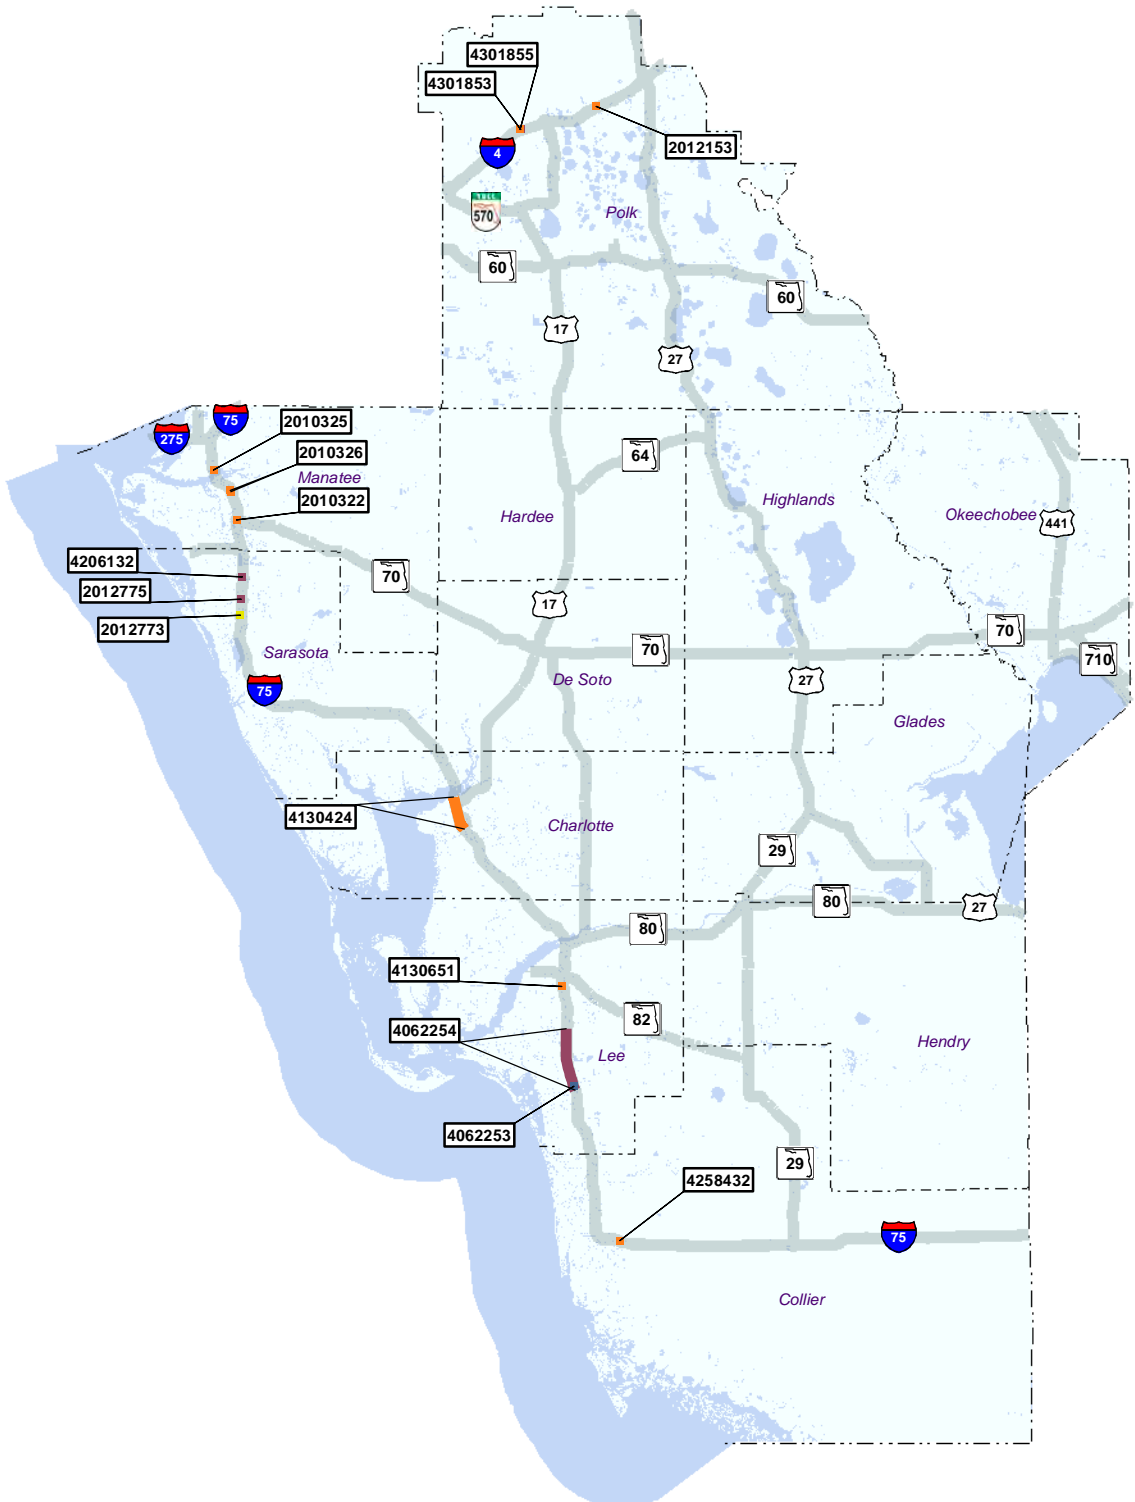 4301855
4301853
2012153
4
TOLL
570
Polk
60
60
17
27
75
275
2010325
2010326
Manatee
2010322
64
Highlands
Hardee
Okeechobee
441
4206132
2012775
2012773
70
17
70
70
710
Sarasota
75
De Soto
27
Glades
4130424
Charlotte
29
80
27
80
4130651
4062254
82
Lee
Hendry
4062253
29
4258432
75
Collier